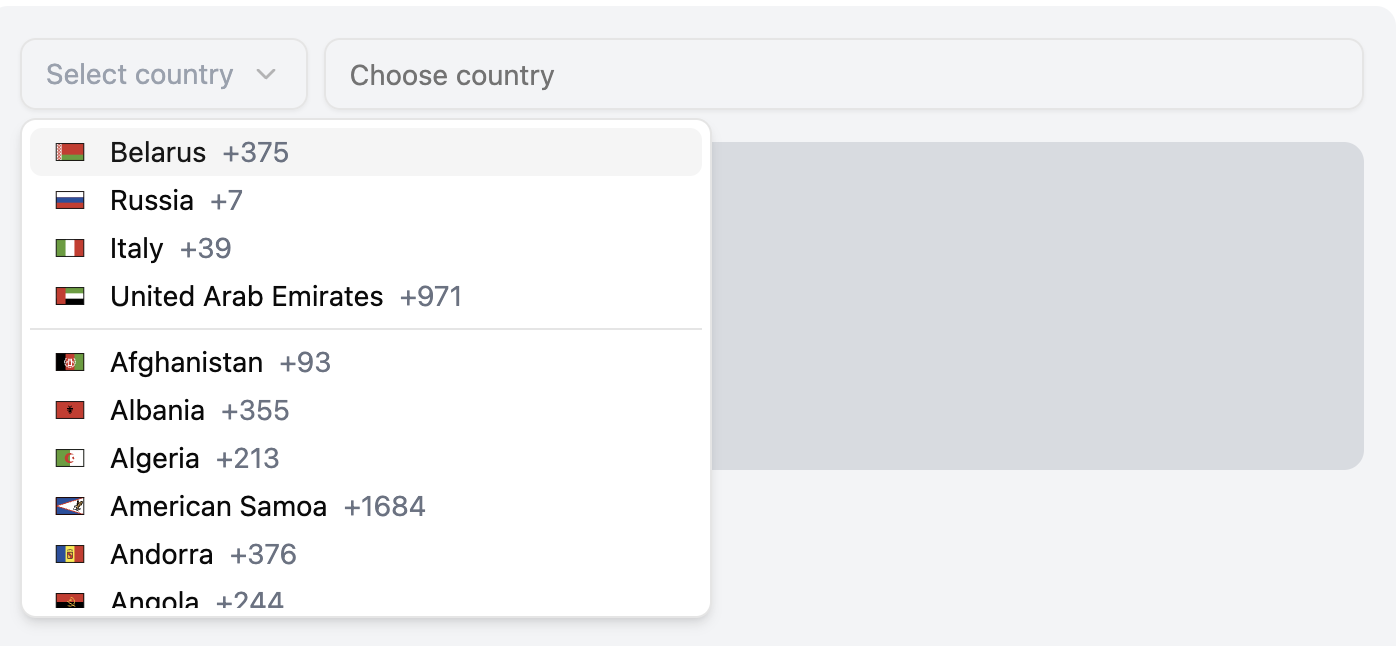 Select country Choose country
Belarus +375
Russia +7
Italy +39
United Arab Emirates +971
Afghanistan +93
Albania +355
Algeria +213
American Samoa +1684
Andorra +376
Angola +244